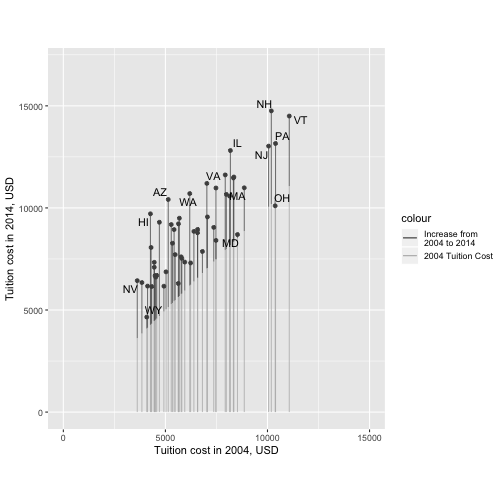 NH
VT
PA
IL
NJ
VA
AZ
MA
OH
WA
HI
MD
NV
WY
15000
10000
5000
0
0
5000
10000
15000
Tuition cost in 2014, USD
Tuition cost in 2004, USD
colour
Increase from
2004 to 2014
2004 Tuition Cost